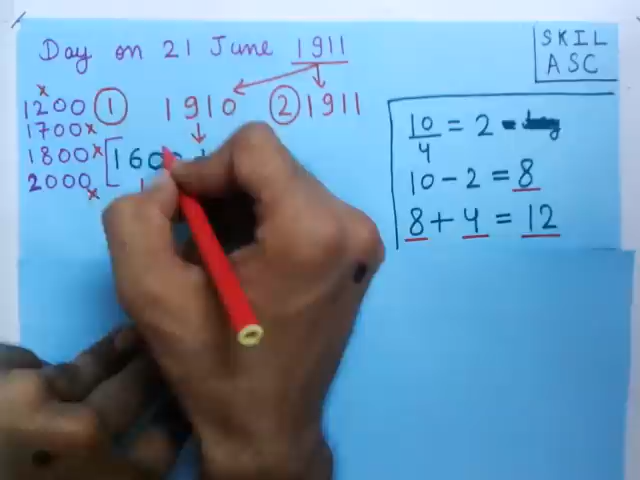 Day on 21 June 1911
SKIL
ASC
1200 x
1700 x
1800 x
2000 x
1 1910 2 1911
160
10/4 = 2
10 - 2 = 8
8 + 4 = 12